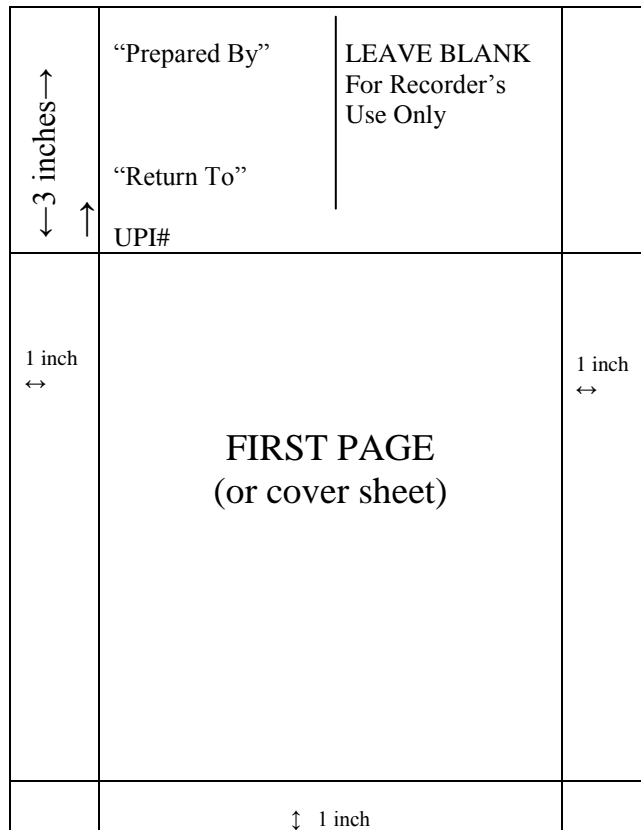 “Prepared By”
LEAVE BLANK
For Recorder’s
Use Only
←3 inches→
→
“Return To”
UPI#
1 inch
↔
1 inch
↔
FIRST PAGE
(or cover sheet)
↕ 1 inch